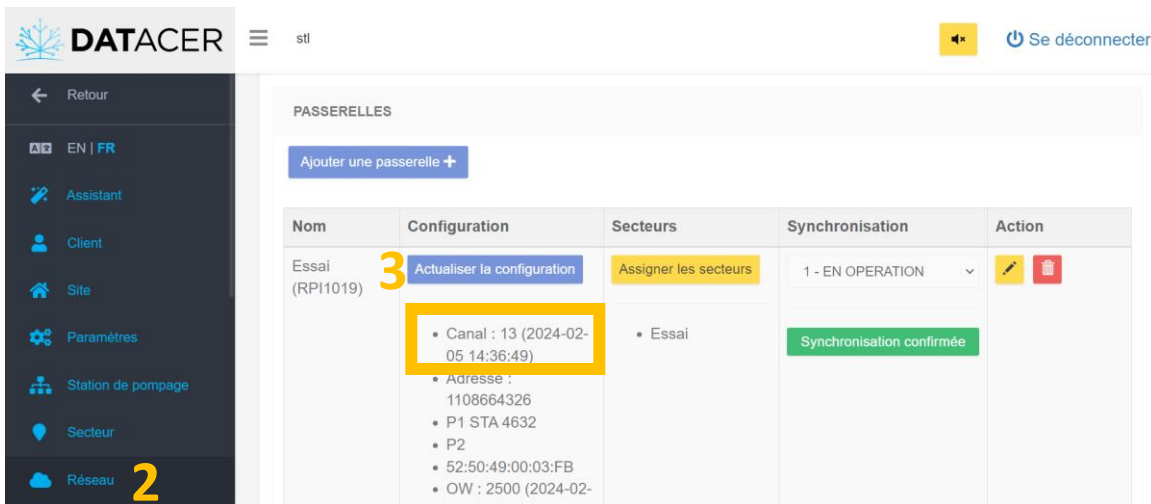 DATACER
stl
Se déconnecter
Retour
EN | FR
Assistant
Client
Site
Paramètres
Station de pompage
Secteur
Réseau 2
PASSERELLES
Ajouter une passerelle +
Nom Configuration Secteurs Synchronisation Action
Essai
(RPI1019)
3 Actualiser la configuration
• Canal : 13 (2024-02-
05 14:36:49)
• Adresse :
1108664326
• P1 STA 4632
• P2
• 52:50:49:00:03:FB
• OW : 2500 (2024-02-
Assigner les secteurs
• Essai
1 - EN OPERATION
Synchronisation confirmée